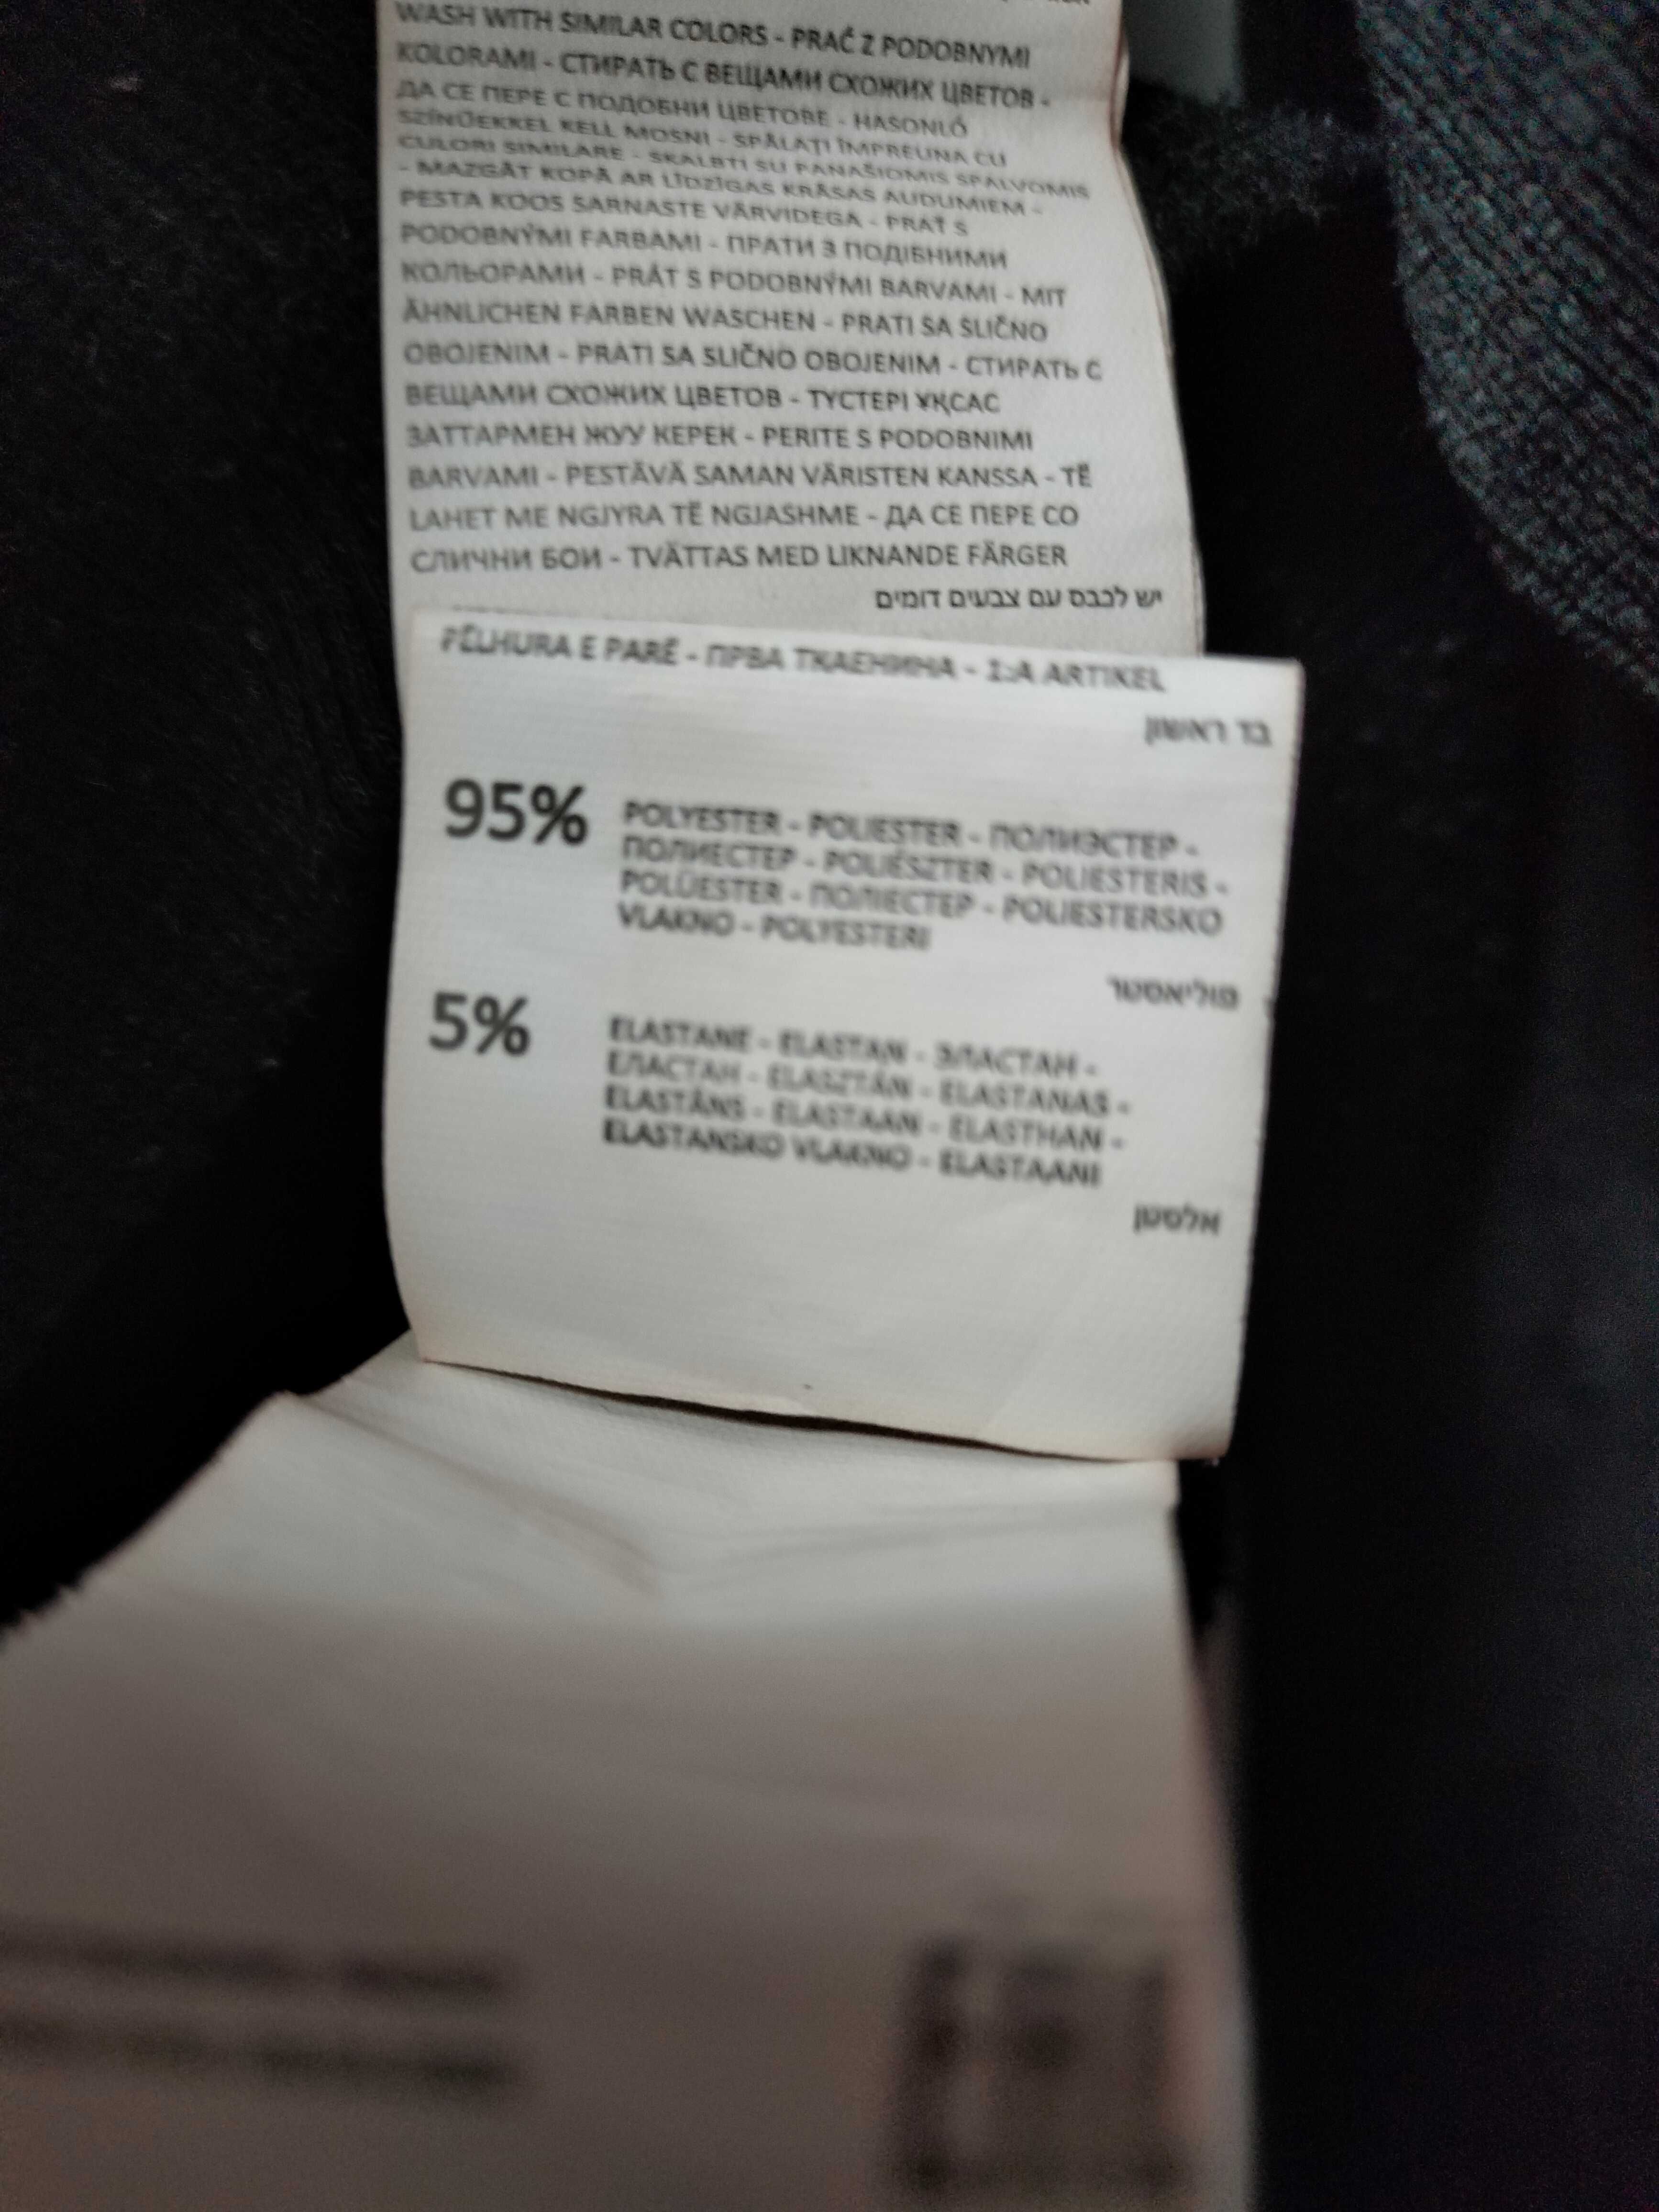 WASH WITH SIMILAR COLORS - PRAĆ Z PODOBNYMI
KOLORAMI - СТИРАТЬ С ВЕЩАМИ СХОЖИХ ЦВЕТОВ -
ДА СЕ ПЕРЕ С ПОДОБНИ ЦВЕТОВЕ - HASONLÓ
SZÍNŰEKKEL KELL MOSNI - SPĂLAȚI ÎMPREUNA CU
CULORI SIMILARE - SKALBTI SU PANAŠIOMIS SPALVOMIS
- MAZGĀT KOPĀ AR LĪDZĪGAS KRĀSAS AUDUMIEM -
PESTA KOOS SARNASTE VÄRVIDEGA - PRAŤ S
PODOBNÝMI FARBAMI - ПРАТИ З ПОДІБНИМИ
КОЛЬОРАМИ - PRÁT S PODOBNÝMI BARVAMI - MIT
ÄHNLICHEN FARBEN WASCHEN - PRATI SA SLIČNO
OBOJENIM - PRATI SA SLIČNO OBOJENIM - СТИРАТЬ С
ВЕЩАМИ СХОЖИХ ЦВЕТОВ - ТҮСТЕРІ ҰҚСАС
ЗАТТАРМЕН ЖУУ КЕРЕК - PERITE S PODOBNIMI
BARVAMI - PESTÄVÄ SAMAN VÄRISTEN KANSSA - TË
LAHET ME NGJYRA TË NGJASHME - ДА СЕ ПЕРЕ СО
СЛИЧНИ БОИ - TVÄTTAS MED LIKNANDE FÄRGER
יש לכבס עם צבעים דומים
PËLHURA E PARË - ПРВА ТКАЕНИНА - 1:A ARTIKEL
בד ראשון
95% POLYESTER - POLIESTER - ПОЛИЭСТЕР -
ПОЛИЕСТЕР - POLIÉSZTER - POLIESTERIS -
POLÜESTER - ПОЛІЕСТЕР - POLIESTERSKO
VLAKNO - POLYESTERI
פוליאסטר
5% ELASTANE - ELASTAN - ЭЛАСТАН -
ЕЛАСТАН - ELASZTÁN - ELASTANAS -
ELASTĀNS - ELASTAAN - ELASTHAN -
ELASTANSKO VLAKNO - ELASTAANI
אלסטן